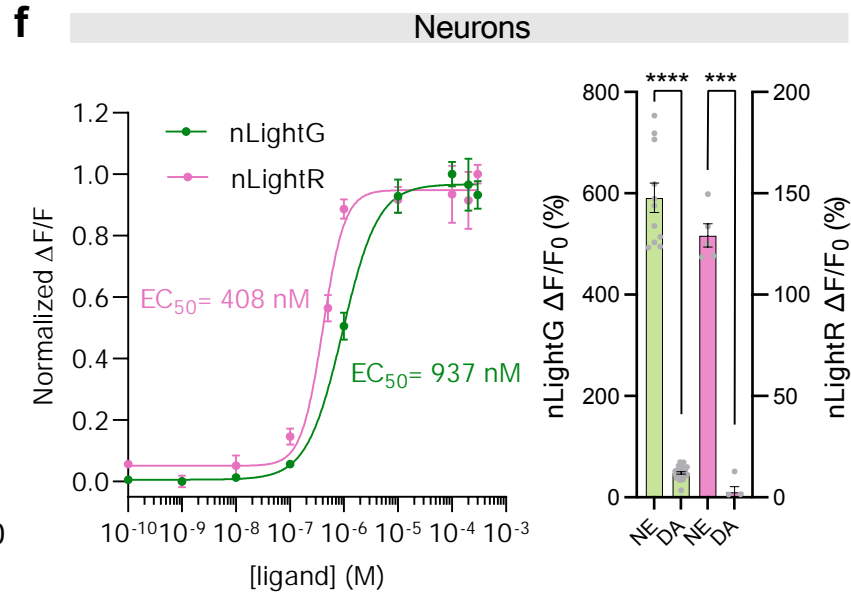 f
Neurons
Normalized ΔF/F
1.2
1.0
0.8
0.6
0.4
0.2
0.0
nLightG
nLightR
EC50= 408 nM
EC50= 937 nM
10-10 10-9 10-8 10-7 10-6 10-5 10-4 10-3
[ligand] (M)
0
nLightG ΔF/F0 (%)
800
600
400
200
0
**** ***
200
150
100
50
0
nLightR ΔF/F0 (%)
NE DA NE DA